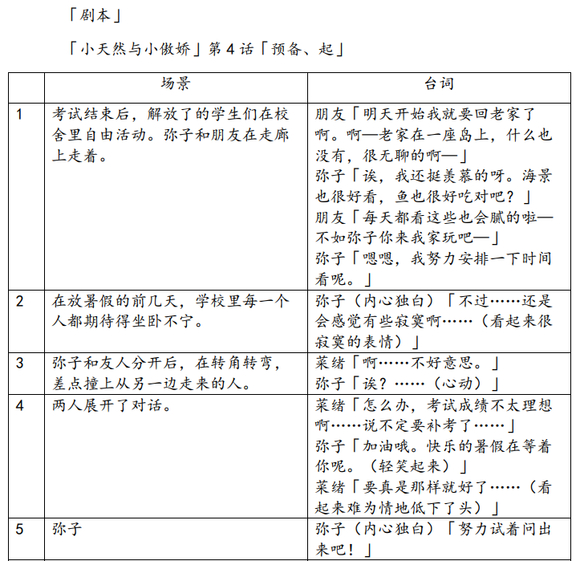 「剧本」
「小天然与小傲娇」第 4 话「预备、起」
场景
台词
1
考试结束后，解放了的学生们在校
舍里自由活动。弥子和朋友在走廊
上走着。
朋友「明天开始我就要回老家了
啊。啊—老家在一座岛上，什么也
没有，很无聊的啊—」
弥子「诶，我还挺羡慕的呀。海景
也很好看，鱼也很好吃对吧？」
朋友「每天都看这些也会腻的啦—
不如弥子你来我家玩吧—」
弥子「嗯嗯，我努力安排一下时间
看呢。」
2
在放暑假的前几天，学校里每一个
人都期待得坐卧不宁。
弥子（内心独白）「不过……还是
会感觉有些寂寞啊……（看起来很
寂寞的表情）」
3
弥子和友人分开后，在转角转弯，
差点撞上从另一边走来的人。
菜绪「啊……不好意思。」
弥子「诶？……（心动）」
4
两人展开了对话。
菜绪「怎么办，考试成绩不太理想
啊……说不定要补考了……」
弥子「加油哦。快乐的暑假在等着
你呢。（轻笑起来）」
菜绪「要真是那样就好了……（看
起来难为情地低下了头）」
5
弥子
弥子（内心独白）「努力试着问出
来吧！」